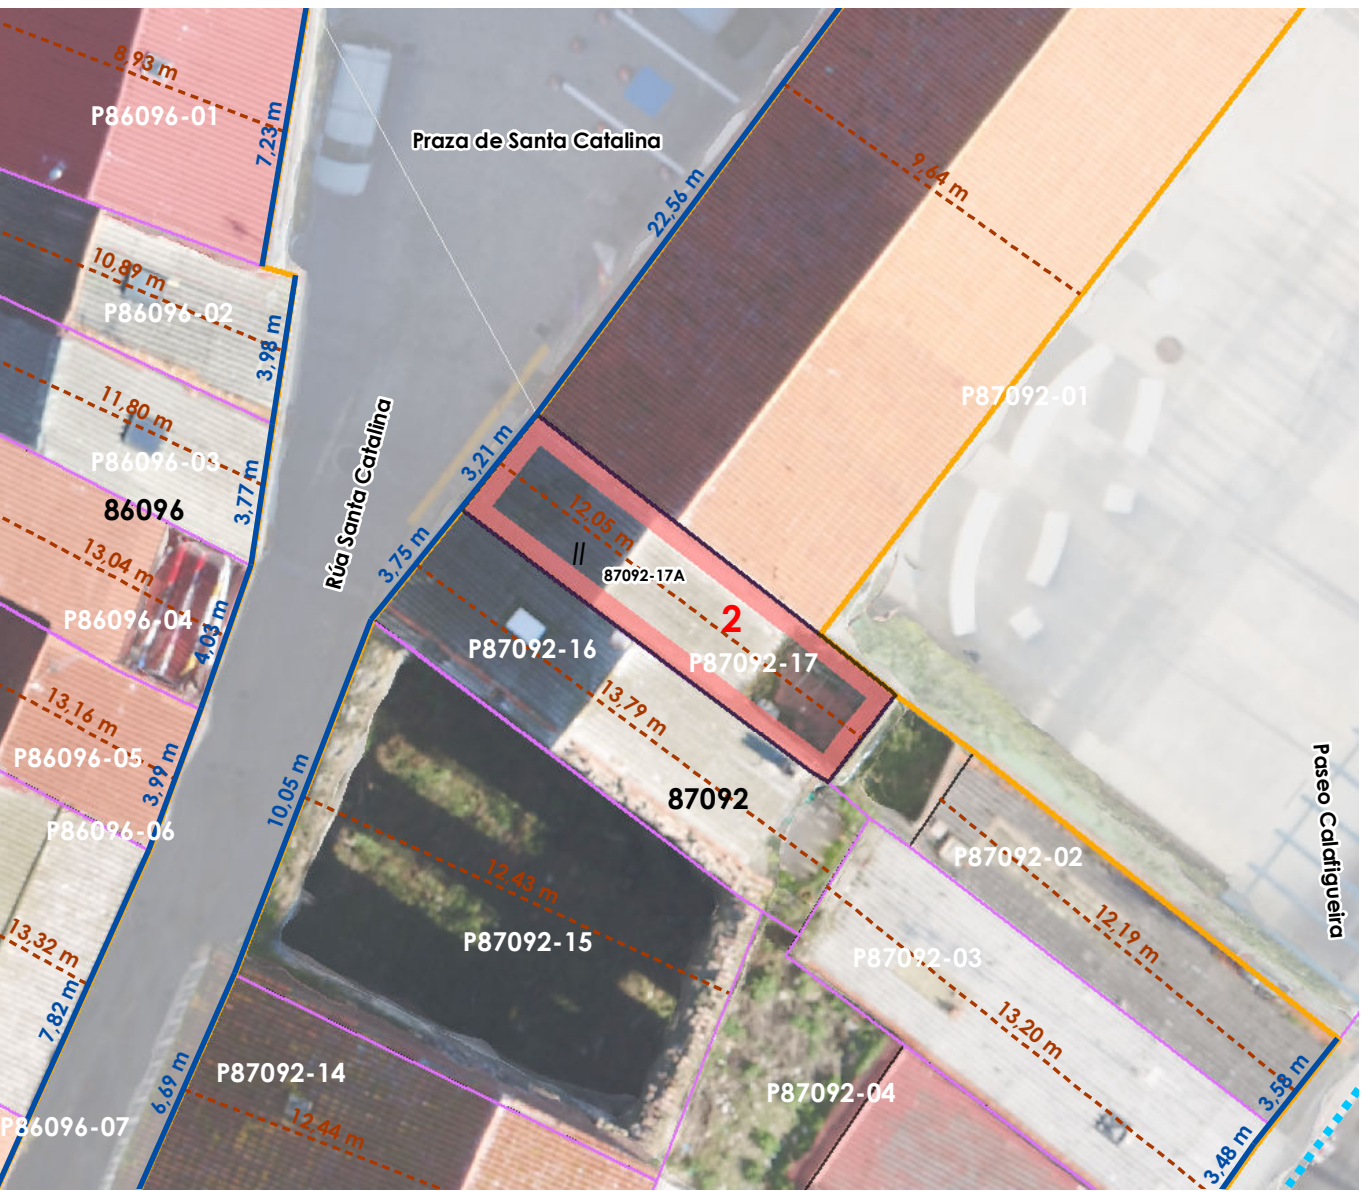 8,93 m
P86096-01
7,23 m
Praza de Santa Catalina
22,56 m
9,64 m
10,89 m
P86096-02
3,98 m
11,80 m
P86096-03
3,77 m
86096
Rúa Santa Catalina
3,21 m
P87092-01
12,05 m
II
87092-17A
2
P87092-17
3,75 m
P87092-16
13,04 m
P86096-04
4,03 m
13,79 m
13,16 m
P86096-05
3,99 m
87092
P86096-06
10,05 m
Paseo Calafigueira
P87092-02
12,43 m
P87092-15
12,19 m
P87092-03
13,32 m
7,82 m
13,20 m
P87092-14
6,69 m
P87092-04
3,58 m
12,44 m
P86096-07
3,48 m